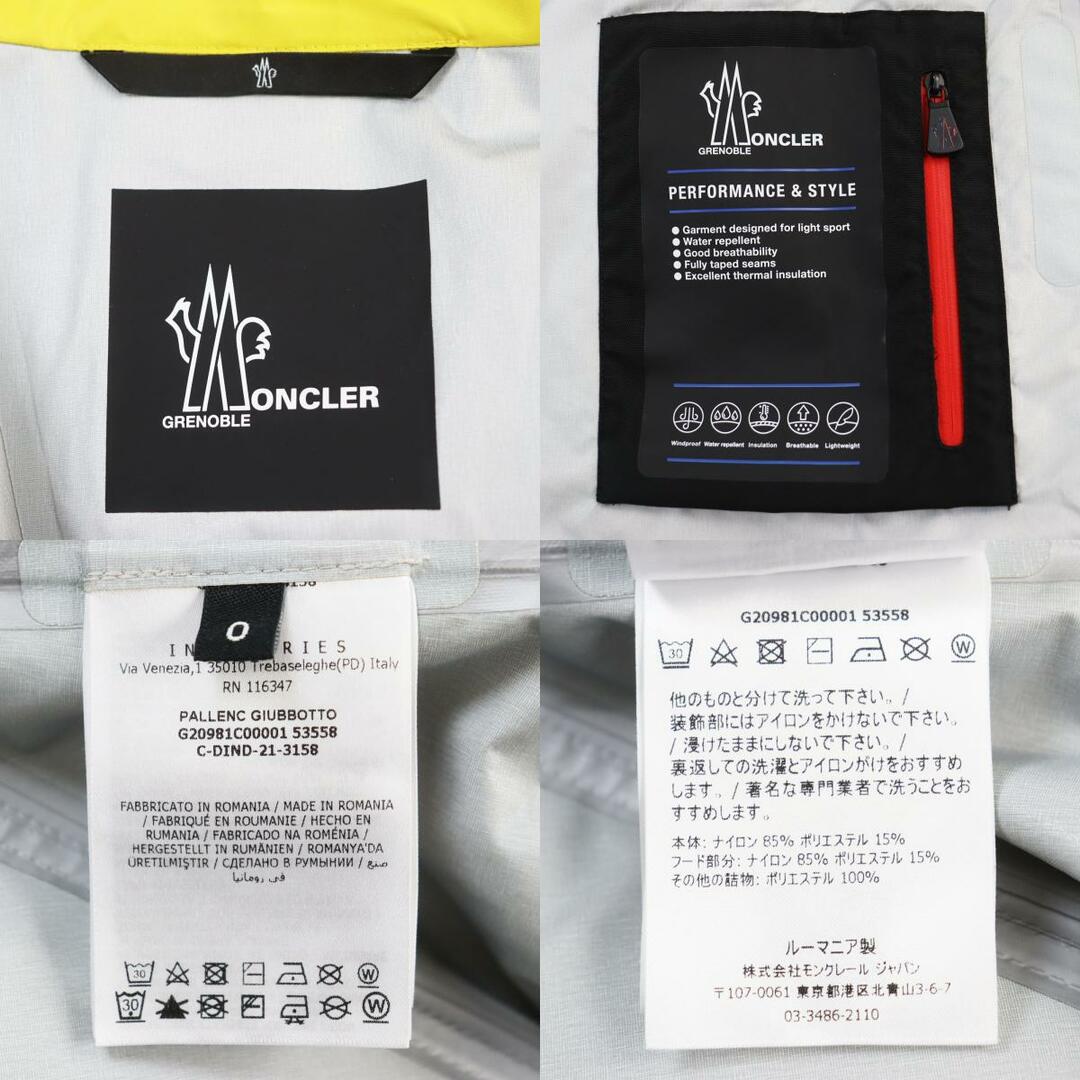 MONCLER
GRENOBLE
MONCLER
GRENOBLE
PERFORMANCE & STYLE
● Garment designed for light sport
● Water repellent
● Good breathability
● Fully taped seams
● Excellent thermal insulation
Windproof Water repellent Insulation Breathable Lightweight
O
IN RIES
Via Venezia,1 35010 Trebaseleghe(PD) Italy
RN 116347
PALLENC GIUBBOTTO
G20981C00001 53558
C-DIND-21-3158
FABBRICATO IN ROMANIA / MADE IN ROMANIA
/ FABRIQUÉ EN ROUMANIE / HECHO EN
RUMANIA / FABRICADO NA ROMÉNIA /
HERGESTELLT IN RUMÄNIEN / ROMANYA'DA
ÜRETILMIŞTIR / СДЕЛАНО В РУМЫНИИ / صنع
في رومانيا
30 W
30 W
G20981C00001 53558
30 W
他のものと分けて洗って下さい。/
装飾部にはアイロンをかけないで下さい。
/ 浸けたままにしないで下さい。/
裏返しての洗濯とアイロンがけをおすすめ
します。/ 著名な専門業者で洗うことをお
すすめします。
本体: ナイロン 85% ポリエステル 15%
フード部分: ナイロン 85% ポリエステル 15%
その他の詰物: ポリエステル 100%
ルーマニア製
株式会社モンクレール ジャパン
〒107-0061 東京都港区北青山3-6-7
03-3486-2110